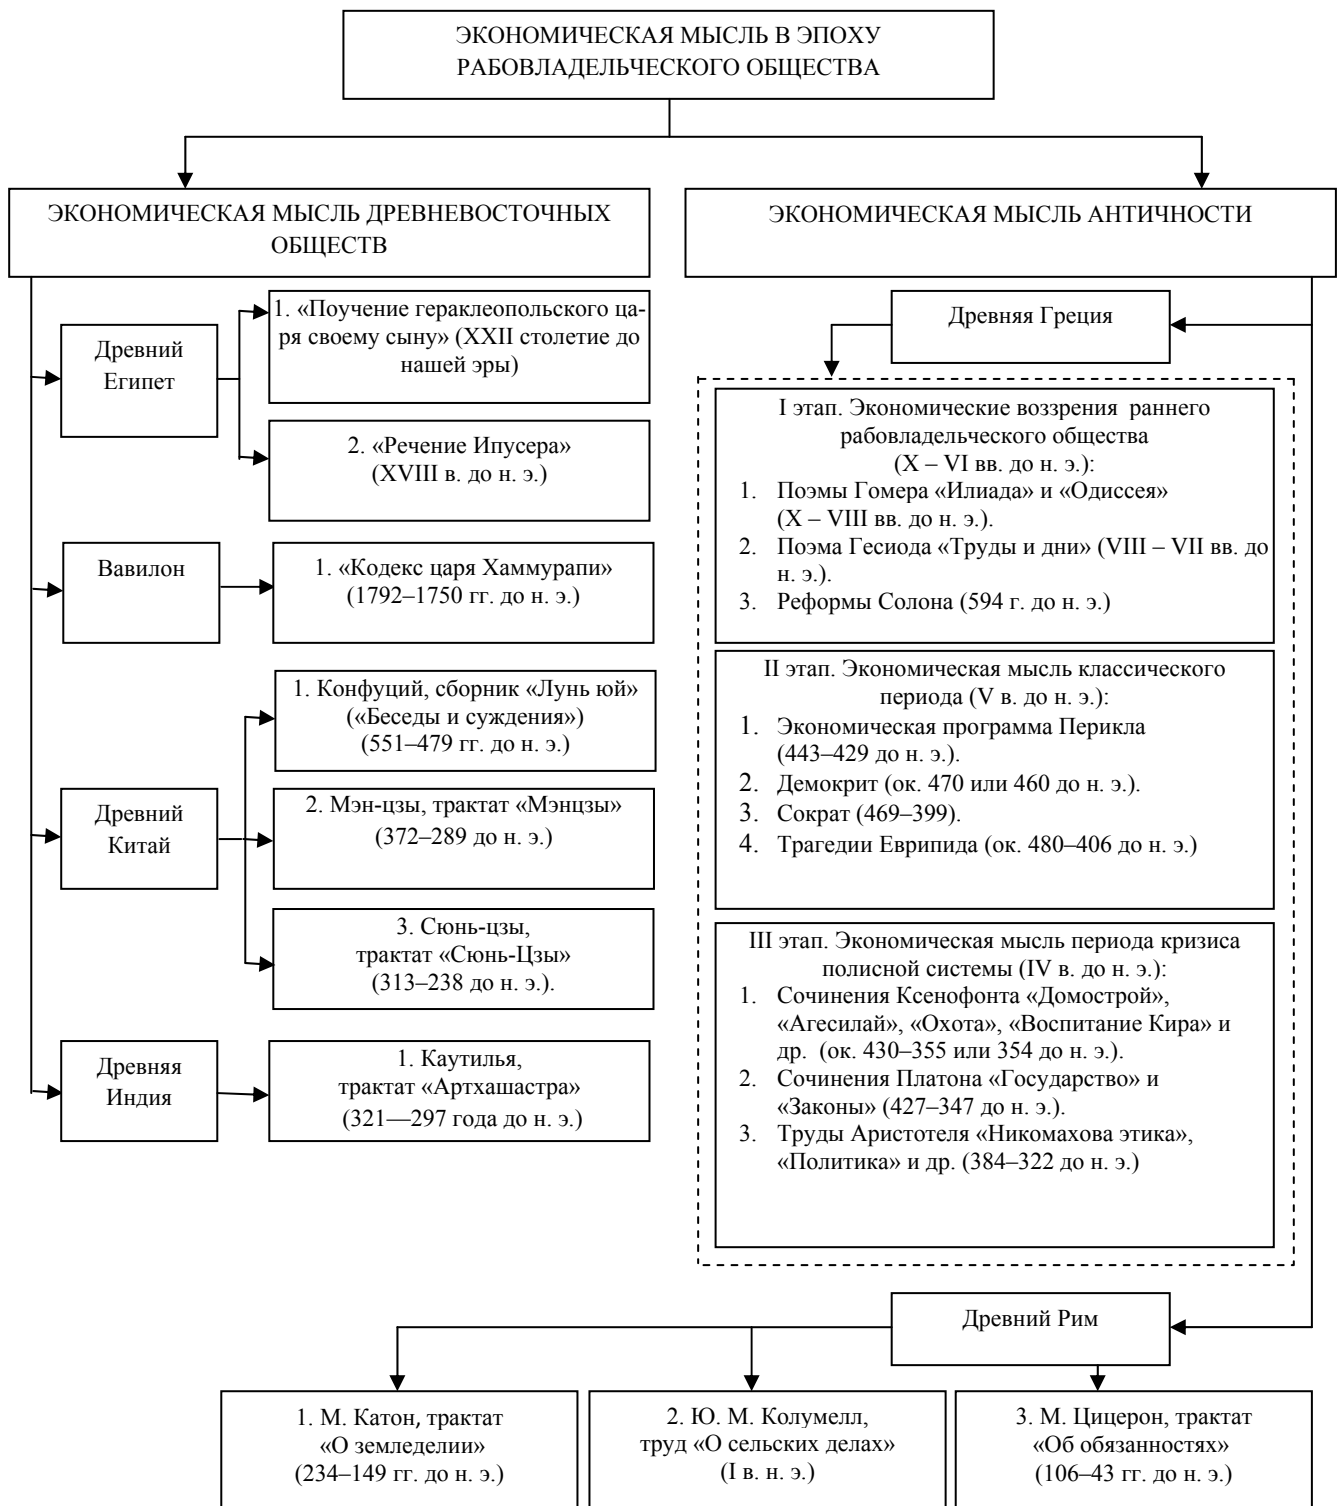 ЭКОНОМИЧЕСКАЯ МЫСЛЬ В ЭПОХУ
РАБОВЛАДЕЛЬЧЕСКОГО ОБЩЕСТВА
ЭКОНОМИЧЕСКАЯ МЫСЛЬ ДРЕВНЕВОСТОЧНЫХ
ОБЩЕСТВ
Древний
Египет
1. «Поучение гераклеопольского ца-
ря своему сыну» (XXII столетие до
нашей эры)
2. «Речение Ипусера»
(XVIII в. до н. э.)
Вавилон
1. «Кодекс царя Хаммурапи»
(1792–1750 гг. до н. э.)
Древний
Китай
1. Конфуций, сборник «Лунь юй»
(«Беседы и суждения»)
(551–479 гг. до н. э.)
2. Мэн-цзы, трактат «Мэнцзы»
(372–289 до н. э.)
3. Сюнь-цзы,
трактат «Сюнь-Цзы»
(313–238 до н. э.).
Древняя
Индия
1. Каутилья,
трактат «Артхашастра»
(321—297 года до н. э.)
ЭКОНОМИЧЕСКАЯ МЫСЛЬ АНТИЧНОСТИ
Древняя Греция
I этап. Экономические воззрения раннего
рабовладельческого общества
(X – VI вв. до н. э.):
1. Поэмы Гомера «Илиада» и «Одиссея»
(X – VIII вв. до н. э.).
2. Поэма Гесиода «Труды и дни» (VIII – VII вв. до
н. э.).
3. Реформы Солона (594 г. до н. э.)
II этап. Экономическая мысль классического
периода (V в. до н. э.):
1. Экономическая программа Перикла
(443–429 до н. э.).
2. Демокрит (ок. 470 или 460 до н. э.).
3. Сократ (469–399).
4. Трагедии Еврипида (ок. 480–406 до н. э.)
III этап. Экономическая мысль периода кризиса
полисной системы (IV в. до н. э.):
1. Сочинения Ксенофонта «Домострой»,
«Агесилай», «Охота», «Воспитание Кира» и
др. (ок. 430–355 или 354 до н. э.).
2. Сочинения Платона «Государство» и
«Законы» (427–347 до н. э.).
3. Труды Аристотеля «Никомахова этика»,
«Политика» и др. (384–322 до н. э.)
Древний Рим
1. М. Катон, трактат
«О земледелии»
(234–149 гг. до н. э.)
2. Ю. М. Колумелл,
труд «О сельских делах»
(I в. н. э.)
3. М. Цицерон, трактат
«Об обязанностях»
(106–43 гг. до н. э.)